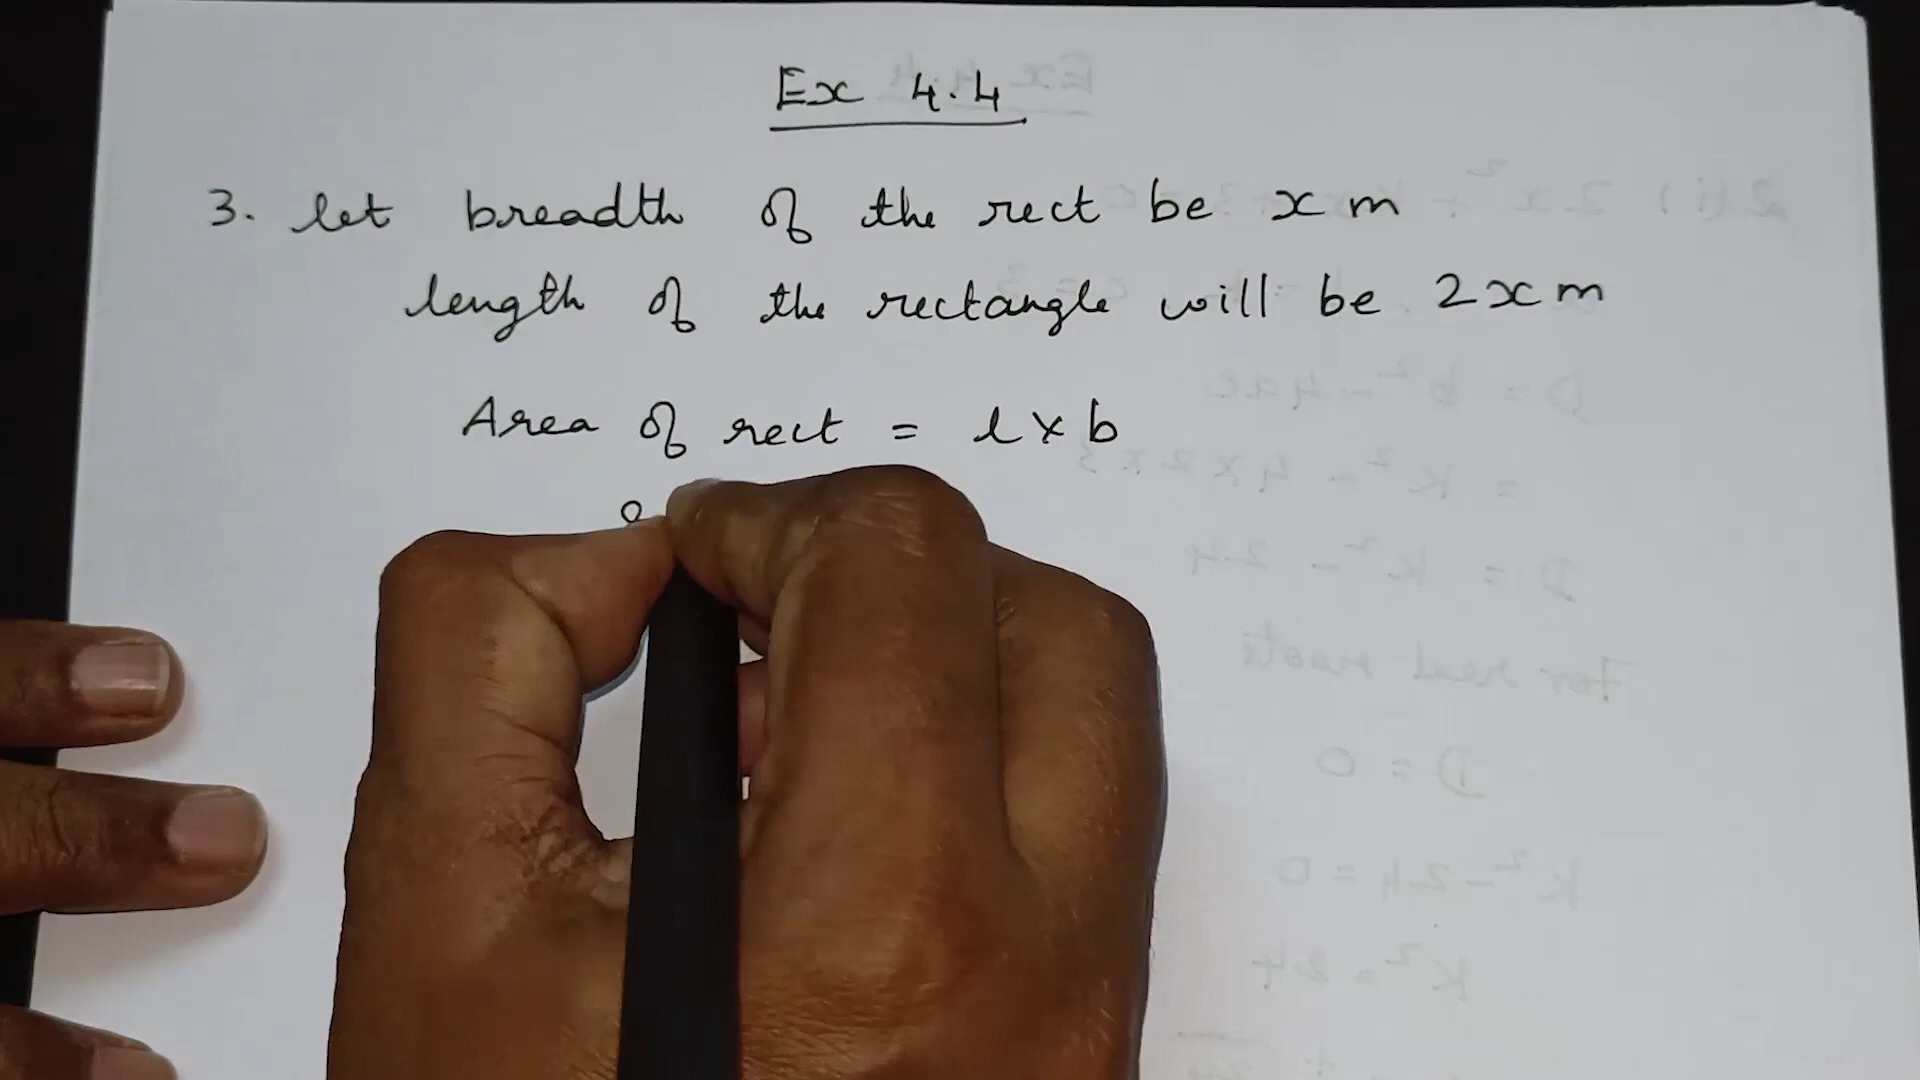 Ex 4.4
3. let breadth of the rect be x m
length of the rectangle will be 2x m
Area of rect = l x b